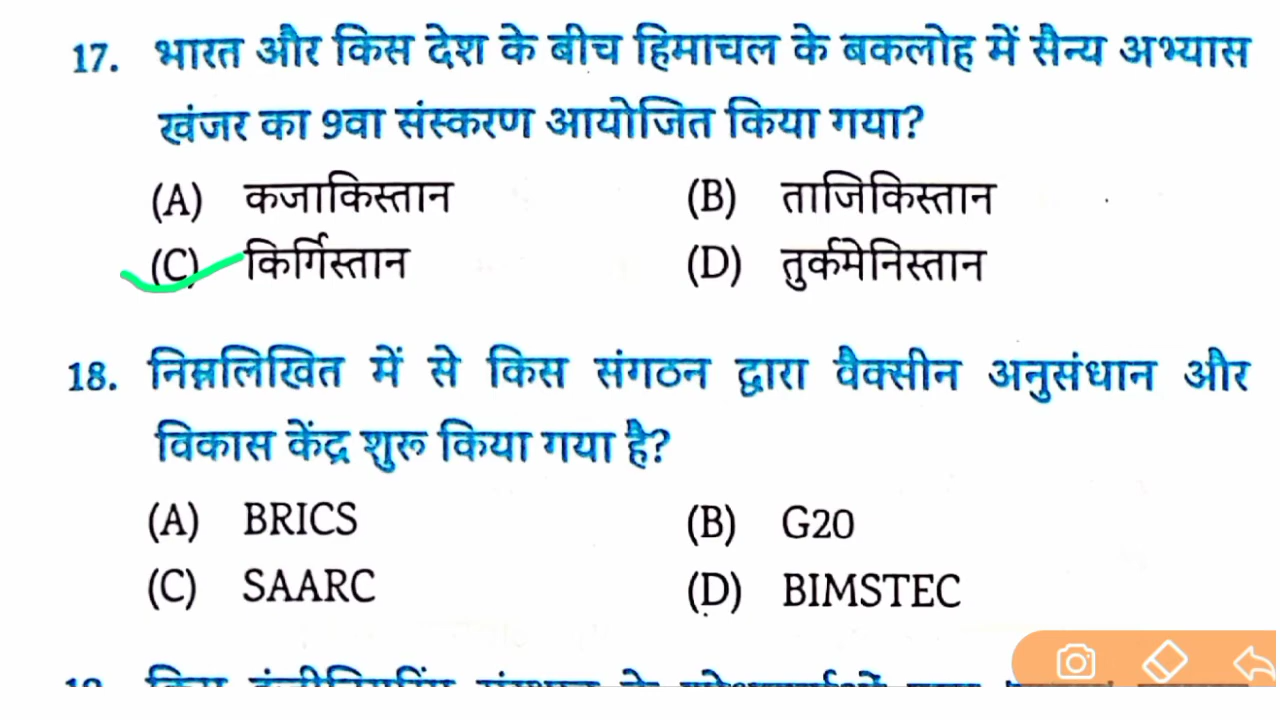 17. भारत और किस देश के बीच हिमाचल के बकलोह में सैन्य अभ्यास
खंजर का 9वा संस्करण आयोजित किया गया?
(A) कजाकिस्तान (B) ताजिकिस्तान
(C) किर्गिस्तान (D) तुर्कमेनिस्तान
18. निम्नलिखित में से किस संगठन द्वारा वैक्सीन अनुसंधान और
विकास केंद्र शुरू किया गया है?
(A) BRICS (B) G20
(C) SAARC (D) BIMSTEC